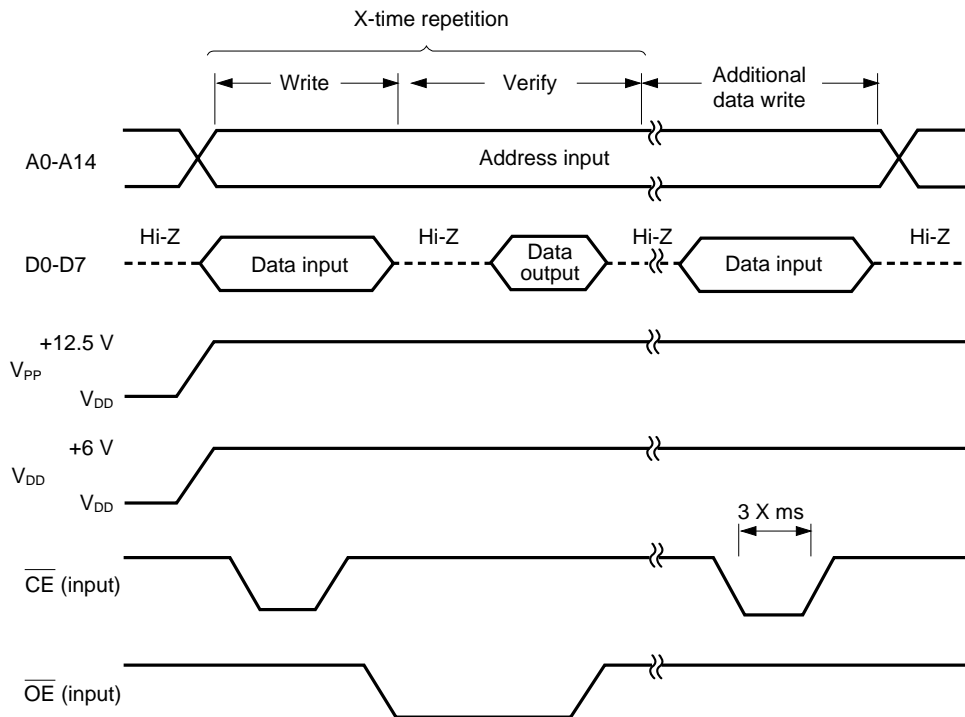 X-time repetition
Write
Verify
Additional
data write
A0-A14
Address input
Hi-Z
Hi-Z
Hi-Z
Hi-Z
D0-D7
Data input
Data
output
Data input
+12.5 V
VPP
VDD
+6 V
VDD
VDD
3 X ms
CE (input)
OE (input)